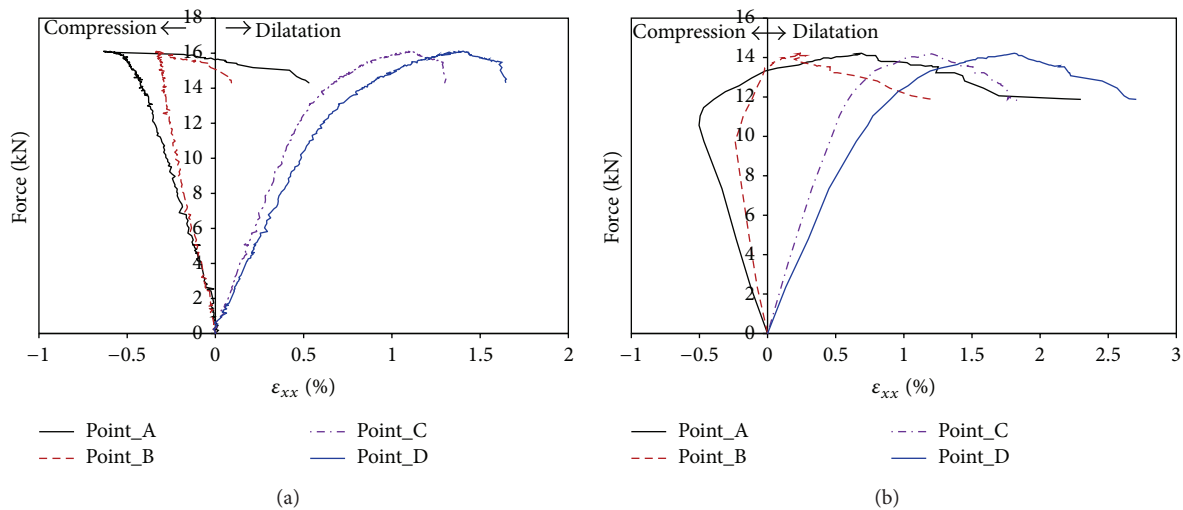 Compression
Dilatation
18
16
14
12
10
8
6
4
2
0
Force (kN)
−1
−0.5
0
0.5
1
1.5
2
εxx (%)
Point_A
Point_C
Point_B
Point_D
(a)
Compression
Dilatation
16
14
12
10
8
6
4
2
0
Force (kN)
−1
−0.5
0
0.5
1
1.5
2
2.5
3
εxx (%)
Point_A
Point_C
Point_B
Point_D
(b)